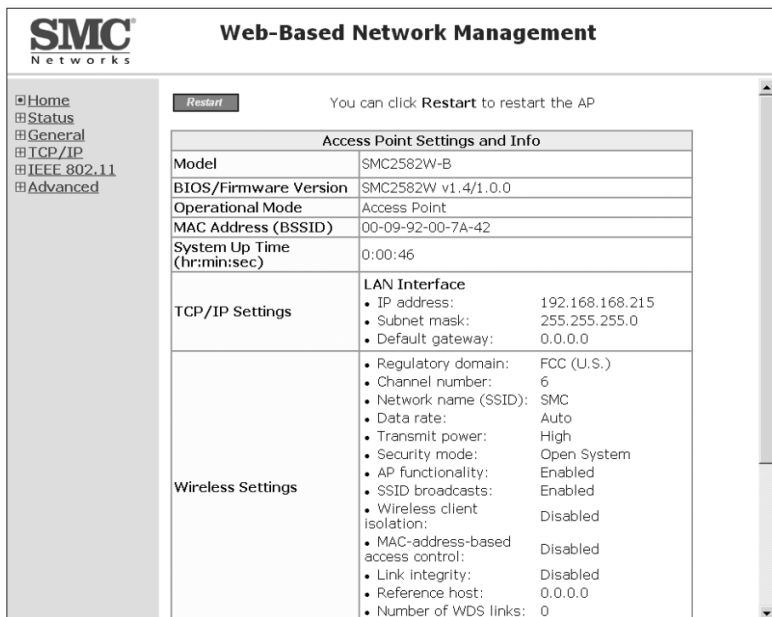 SMC®
Networks
Web-Based Network Management
Home
Status
General
TCP/IP
IEEE 802.11
Advanced
Restart
You can click Restart to restart the AP
Access Point Settings and Info
Model SMC2582W-B
BIOS/Firmware Version SMC2582W v1.4/1.0.0
Operational Mode Access Point
MAC Address (BSSID) 00-09-92-00-7A-42
System Up Time
(hr:min:sec) 0:00:46
TCP/IP Settings
LAN Interface
• IP address: 192.168.168.215
• Subnet mask: 255.255.255.0
• Default gateway: 0.0.0.0
Wireless Settings
• Regulatory domain: FCC (U.S.)
• Channel number: 6
• Network name (SSID): SMC
• Data rate: Auto
• Transmit power: High
• Security mode: Open System
• AP functionality: Enabled
• SSID broadcasts: Enabled
• Wireless client
isolation: Disabled
• MAC-address-based
access control: Disabled
• Link integrity: Disabled
• Reference host: 0.0.0.0
• Number of WDS links: 0